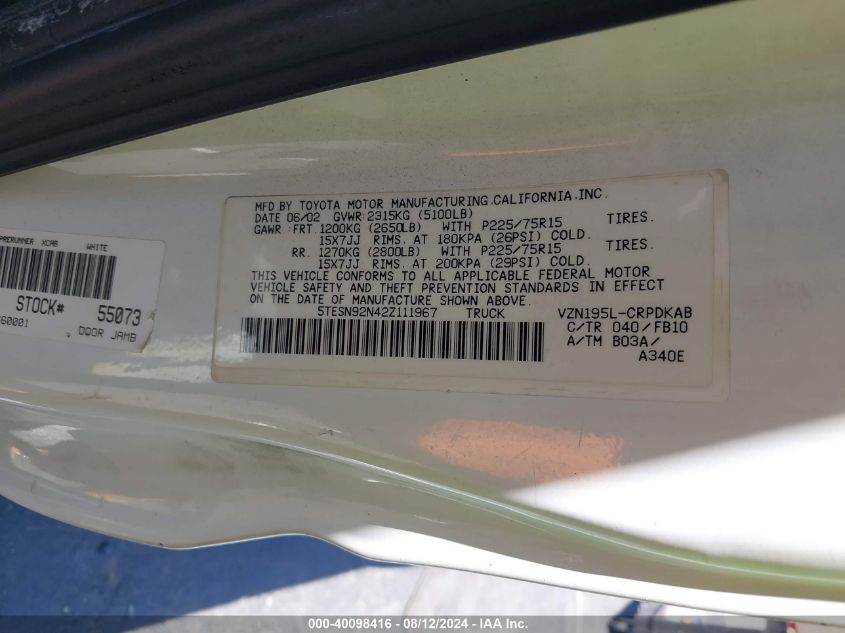 MFD.BY TOYOTA MOTOR MANUFACTURING.CALIFORNIA.INC.
DATE 06/02 GVWR:2315KG (5100LB)
GAWR:FRT.1200KG (2650LB) WITH P225/75R15 TIRES.
15X7JJ RIMS. AT 180KPA (26PSI) COLD.
RR. 1270KG (2800LB) WITH P225/75R15 TIRES.
15X7JJ RIMS. AT 200KPA (29PSI) COLD.
THIS VEHICLE CONFORMS TO ALL APPLICABLE FEDERAL MOTOR
VEHICLE SAFETY AND THEFT PREVENTION STANDARDS IN EFFECT
ON THE DATE OF MANUFACTURE SHOWN ABOVE.
5TESN92N42Z111967 TRUCK VZN195L-CRPDKAB
C/TR 040/FB10
A/TM B03A/
A340E
PRERUNNER XCAB WHITE
STOCK# 55073
60001 DOOR JAMB
000-40098416 - 08/12/2024 - IAA Inc.